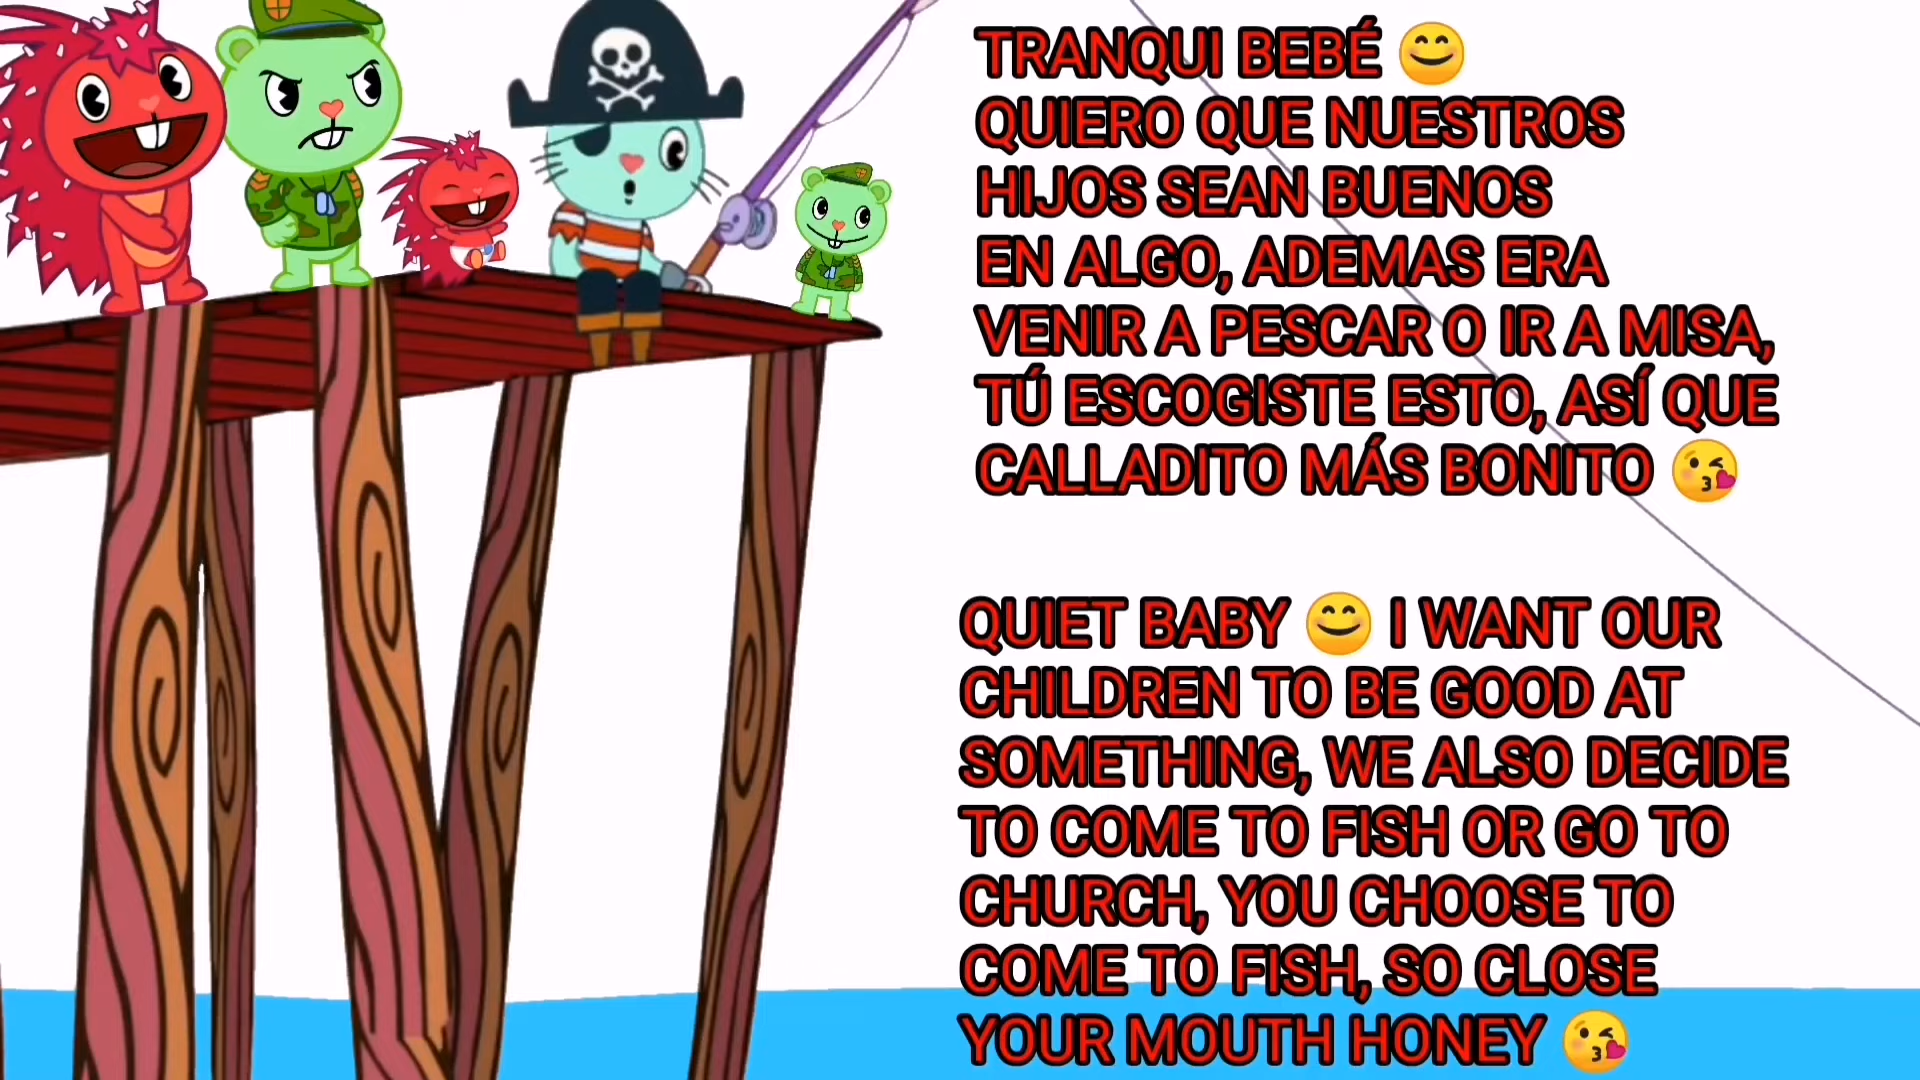 TRANQUI BEBÉ 😊
QUIERO QUE NUESTROS
HIJOS SEAN BUENOS
EN ALGO, ADEMAS ERA
VENIR A PESCAR O IR A MISA,
TÚ ESCOGISTE ESTO, ASÍ QUE
CALLADITO MÁS BONITO 😘
QUIET BABY 😊 I WANT OUR
CHILDREN TO BE GOOD AT
SOMETHING, WE ALSO DECIDE
TO COME TO FISH OR GO TO
CHURCH, YOU CHOOSE TO
COME TO FISH, SO CLOSE
YOUR MOUTH HONEY 😘